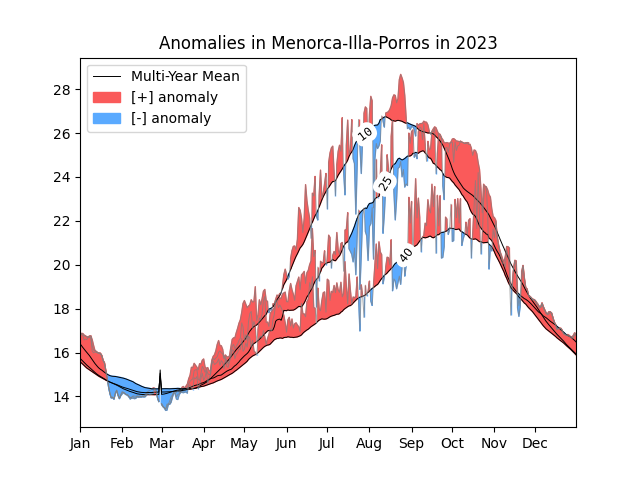 Anomalies in Menorca-Illa-Porros in 2023
Multi-Year Mean
[+] anomaly
[-] anomaly
28
26
24
22
20
18
16
14
10
25
40
Jan Feb Mar Apr May Jun Jul Aug Sep Oct Nov Dec